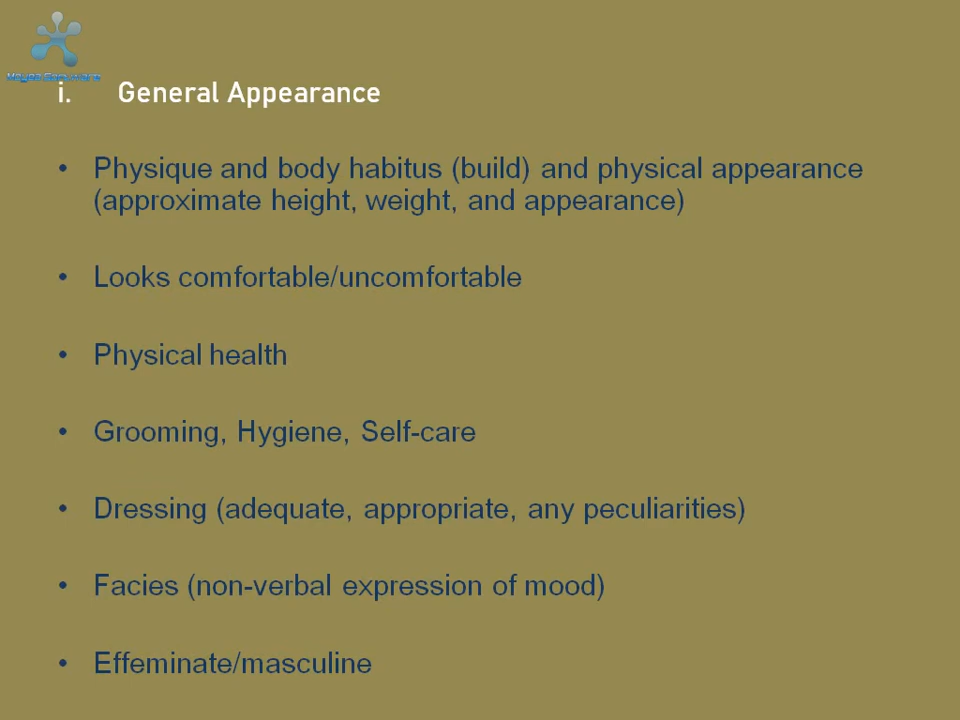 i. General Appearance
• Physique and body habitus (build) and physical appearance
(approximate height, weight, and appearance)
• Looks comfortable/uncomfortable
• Physical health
• Grooming, Hygiene, Self-care
• Dressing (adequate, appropriate, any peculiarities)
• Facies (non-verbal expression of mood)
• Effeminate/masculine